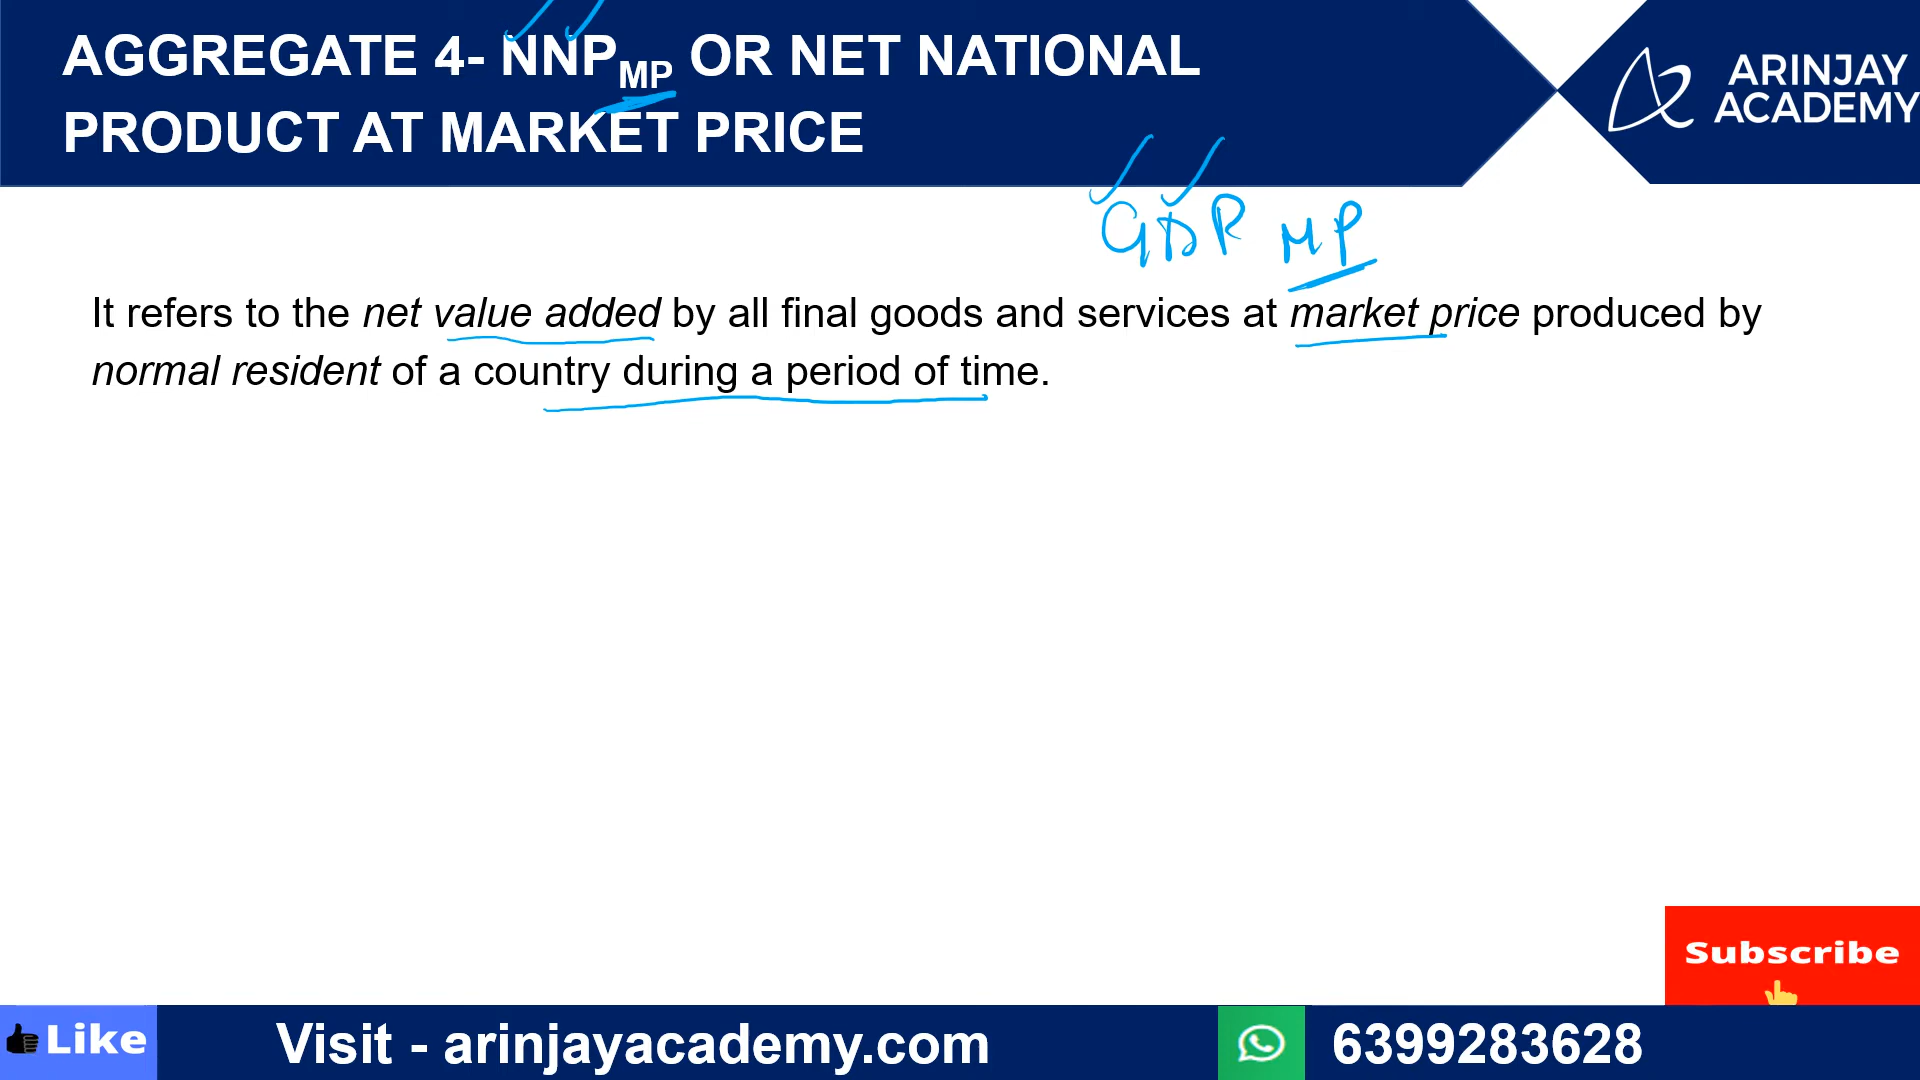 AGGREGATE 4- NNPMP OR NET NATIONAL
PRODUCT AT MARKET PRICE
ARINJAY
ACADEMY
GDP MP
It refers to the net value added by all final goods and services at market price produced by
normal resident of a country during a period of time.
Subscribe
Like
Visit - arinjayacademy.com
6399283628